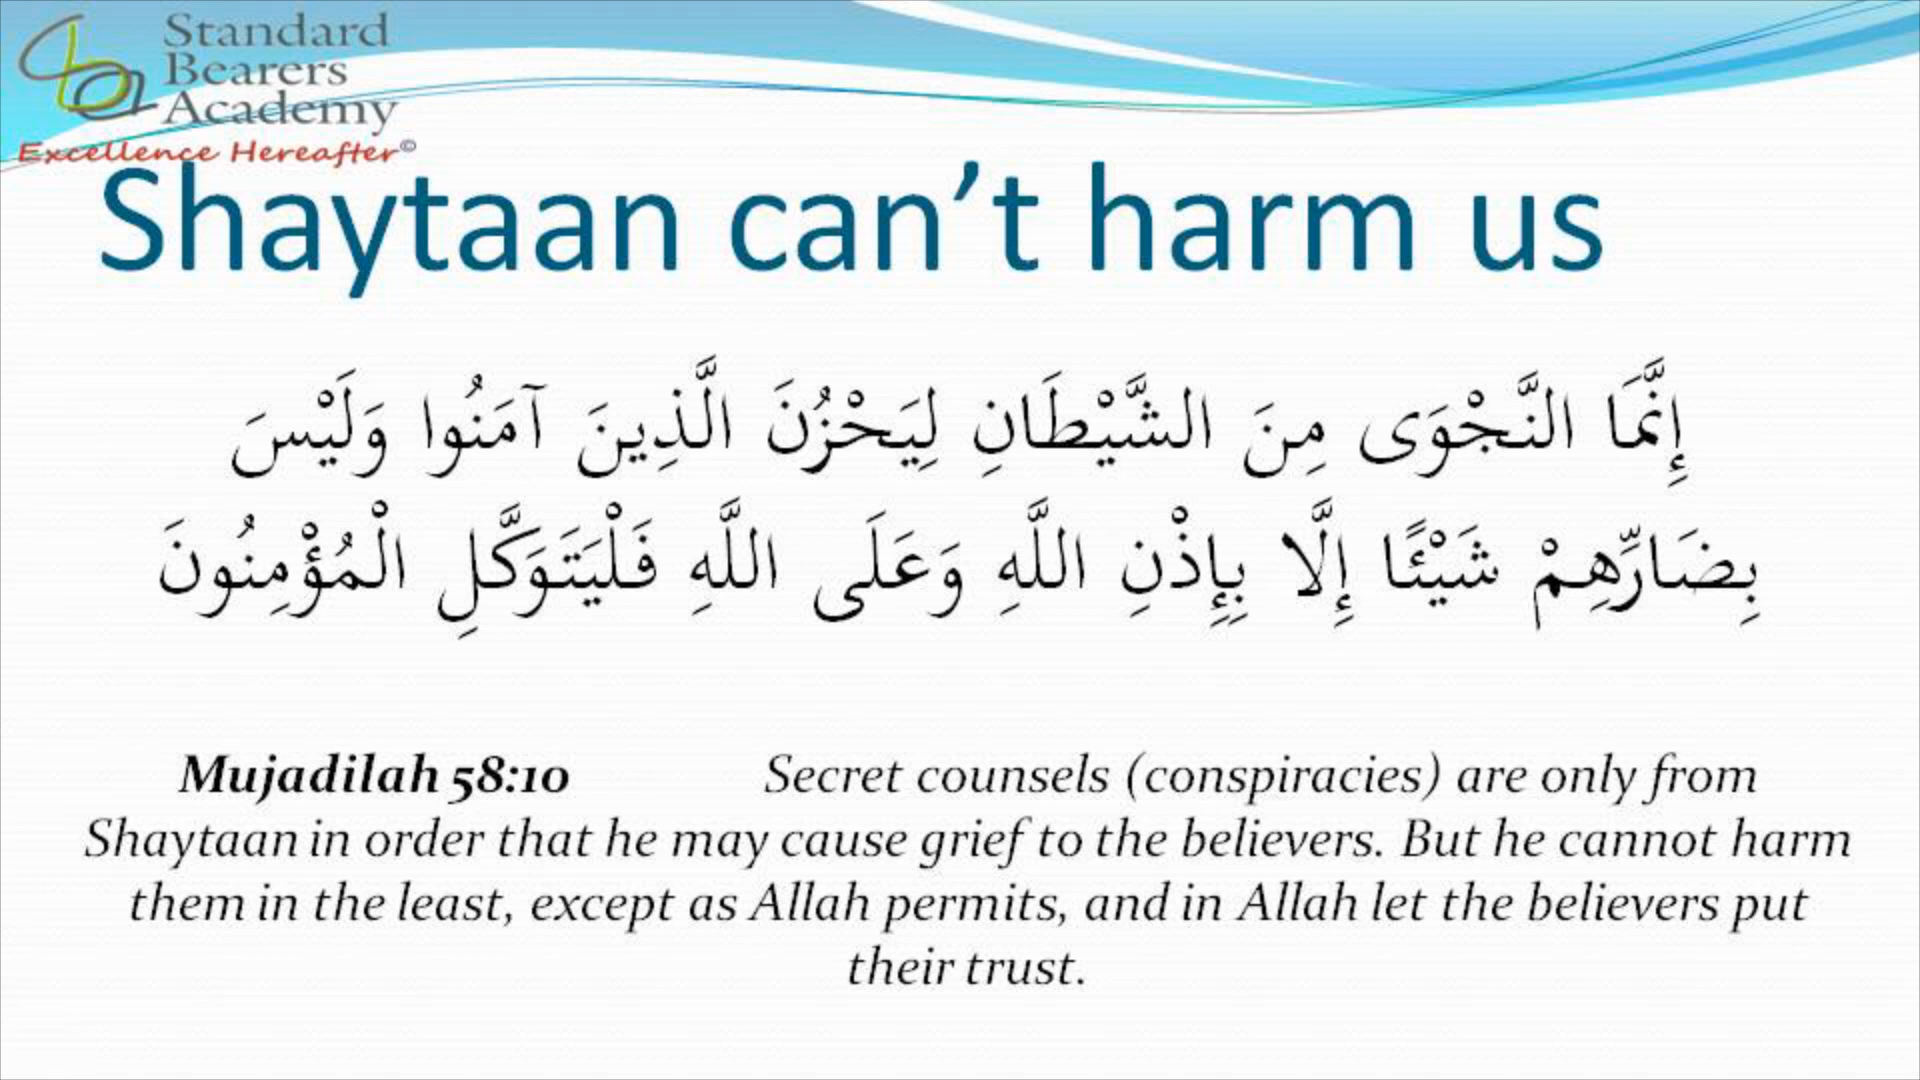 Standard
Bearers
Academy
Excellence Hereafter©
Shaytaan can’t harm us
إِنَّمَا النَّجْوَى مِنَ الشَّيْطَانِ لِيَحْزُنَ الَّذِينَ آمَنُوا وَلَيْسَ
بِضَارِّهِمْ شَيْئًا إِلَّا بِإِذْنِ اللَّهِ وَعَلَى اللَّهِ فَلْيَتَوَكَّلِ الْمُؤْمِنُونَ
Mujadilah 58:10 Secret counsels (conspiracies) are only from
Shaytaan in order that he may cause grief to the believers. But he cannot harm
them in the least, except as Allah permits, and in Allah let the believers put
their trust.